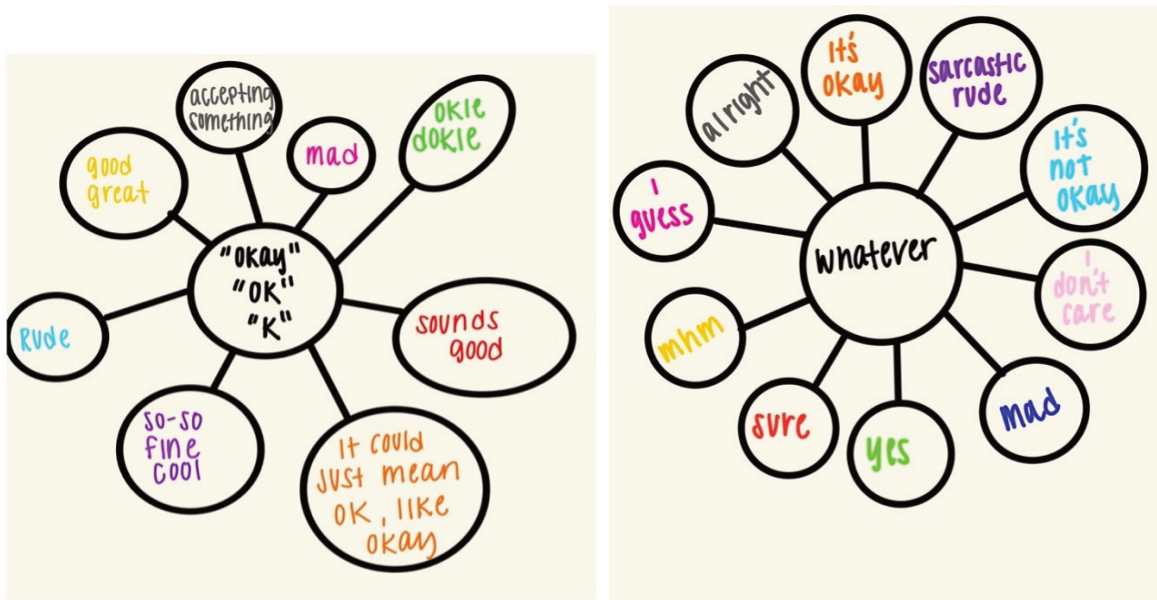 "Okay"
"OK"
"K"
accepting
something
mad
OKIE
dokie
sounds
good
It could
just mean
OK, like
okay
so-so
fine
cool
Rude
good
great
whatever
It's
okay
sarcastic
rude
It's
not
okay
I
don't
care
mad
yes
sure
mhm
I
guess
alright